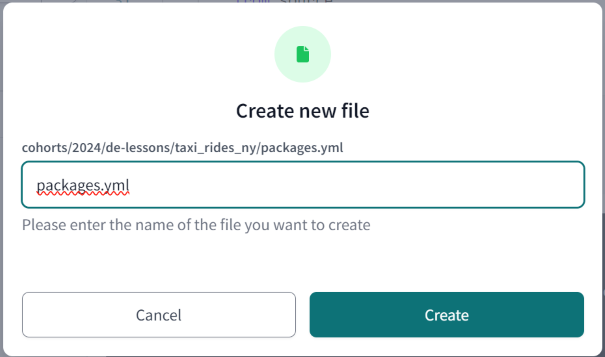 Create new file
cohorts/2024/de-lessons/taxi_rides_ny/packages.yml
packages.yml
Please enter the name of the file you want to create
Cancel
Create